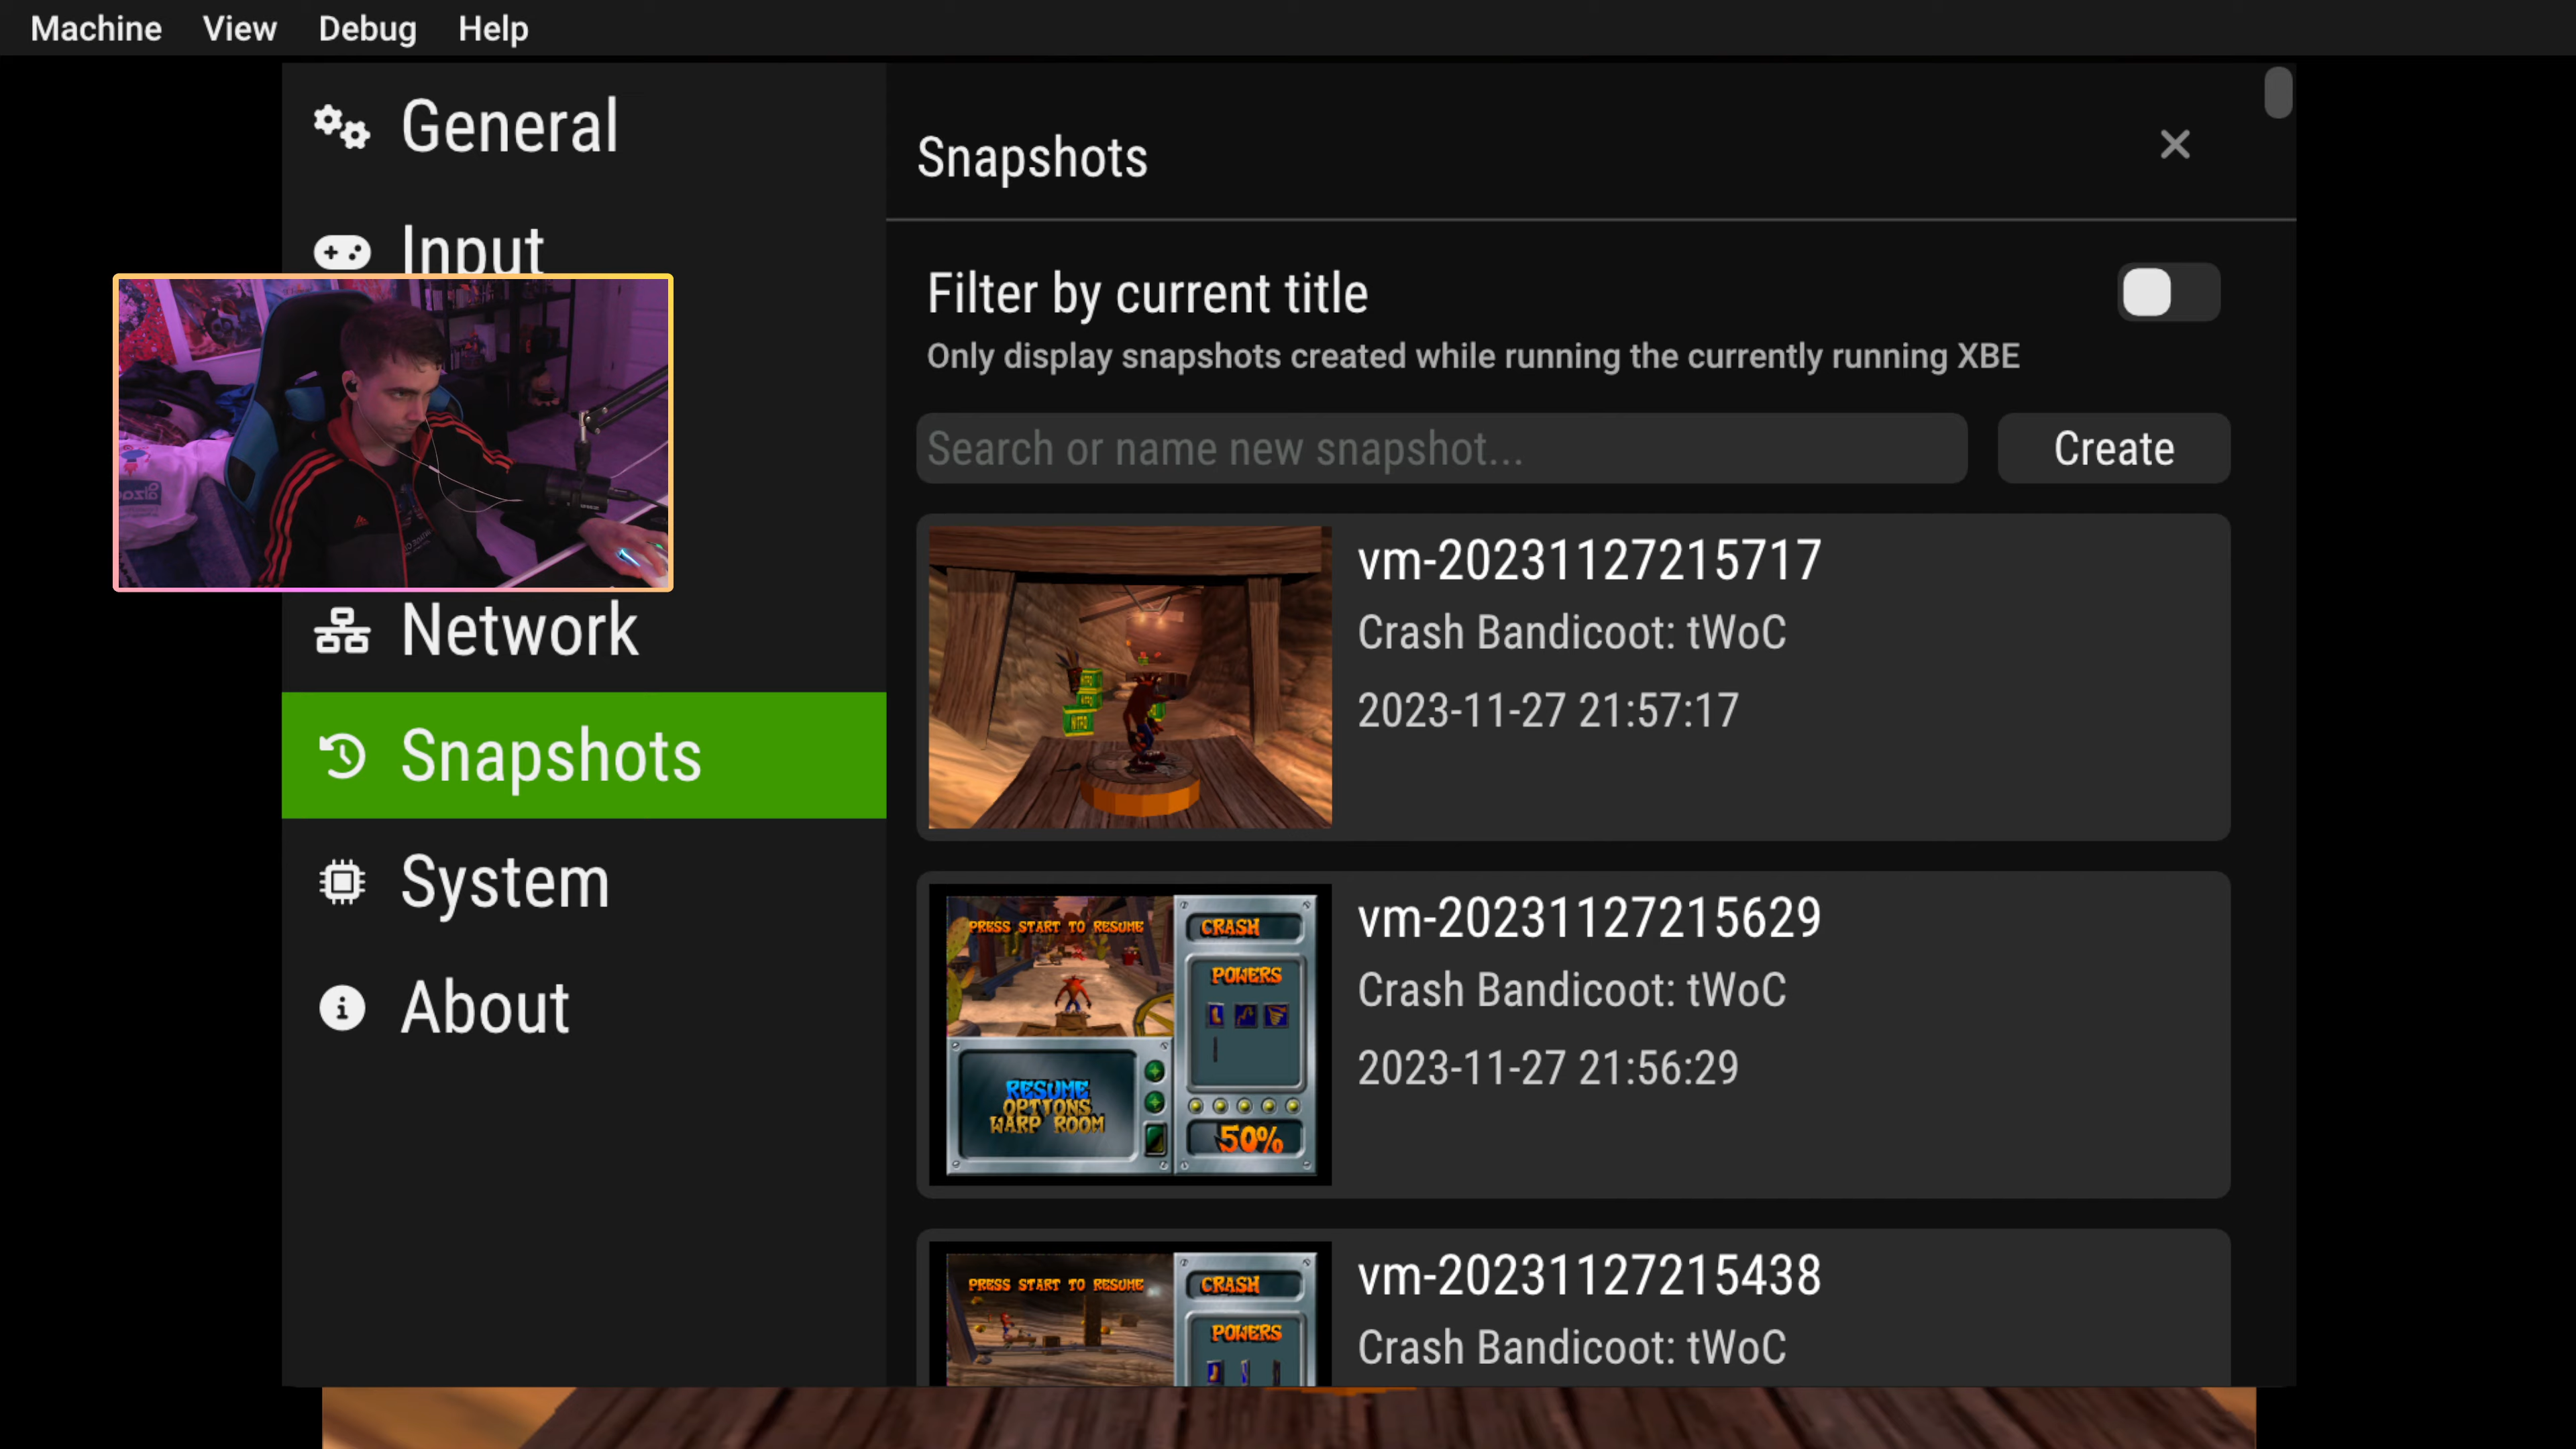 Machine View Debug Help
General
Input
Network
Snapshots
System
About
Snapshots
Filter by current title
Only display snapshots created while running the currently running XBE
Search or name new snapshot...
Create
NITRO
vm-20231127215717
Crash Bandicoot: tWoC
2023-11-27 21:57:17
PRESS START TO RESUME
CRASH
POWERS
RESUME
OPTIONS
WARP ROOM
50%
vm-20231127215629
Crash Bandicoot: tWoC
2023-11-27 21:56:29
PRESS START TO RESUME
CRASH
POWERS
vm-20231127215438
Crash Bandicoot: tWoC